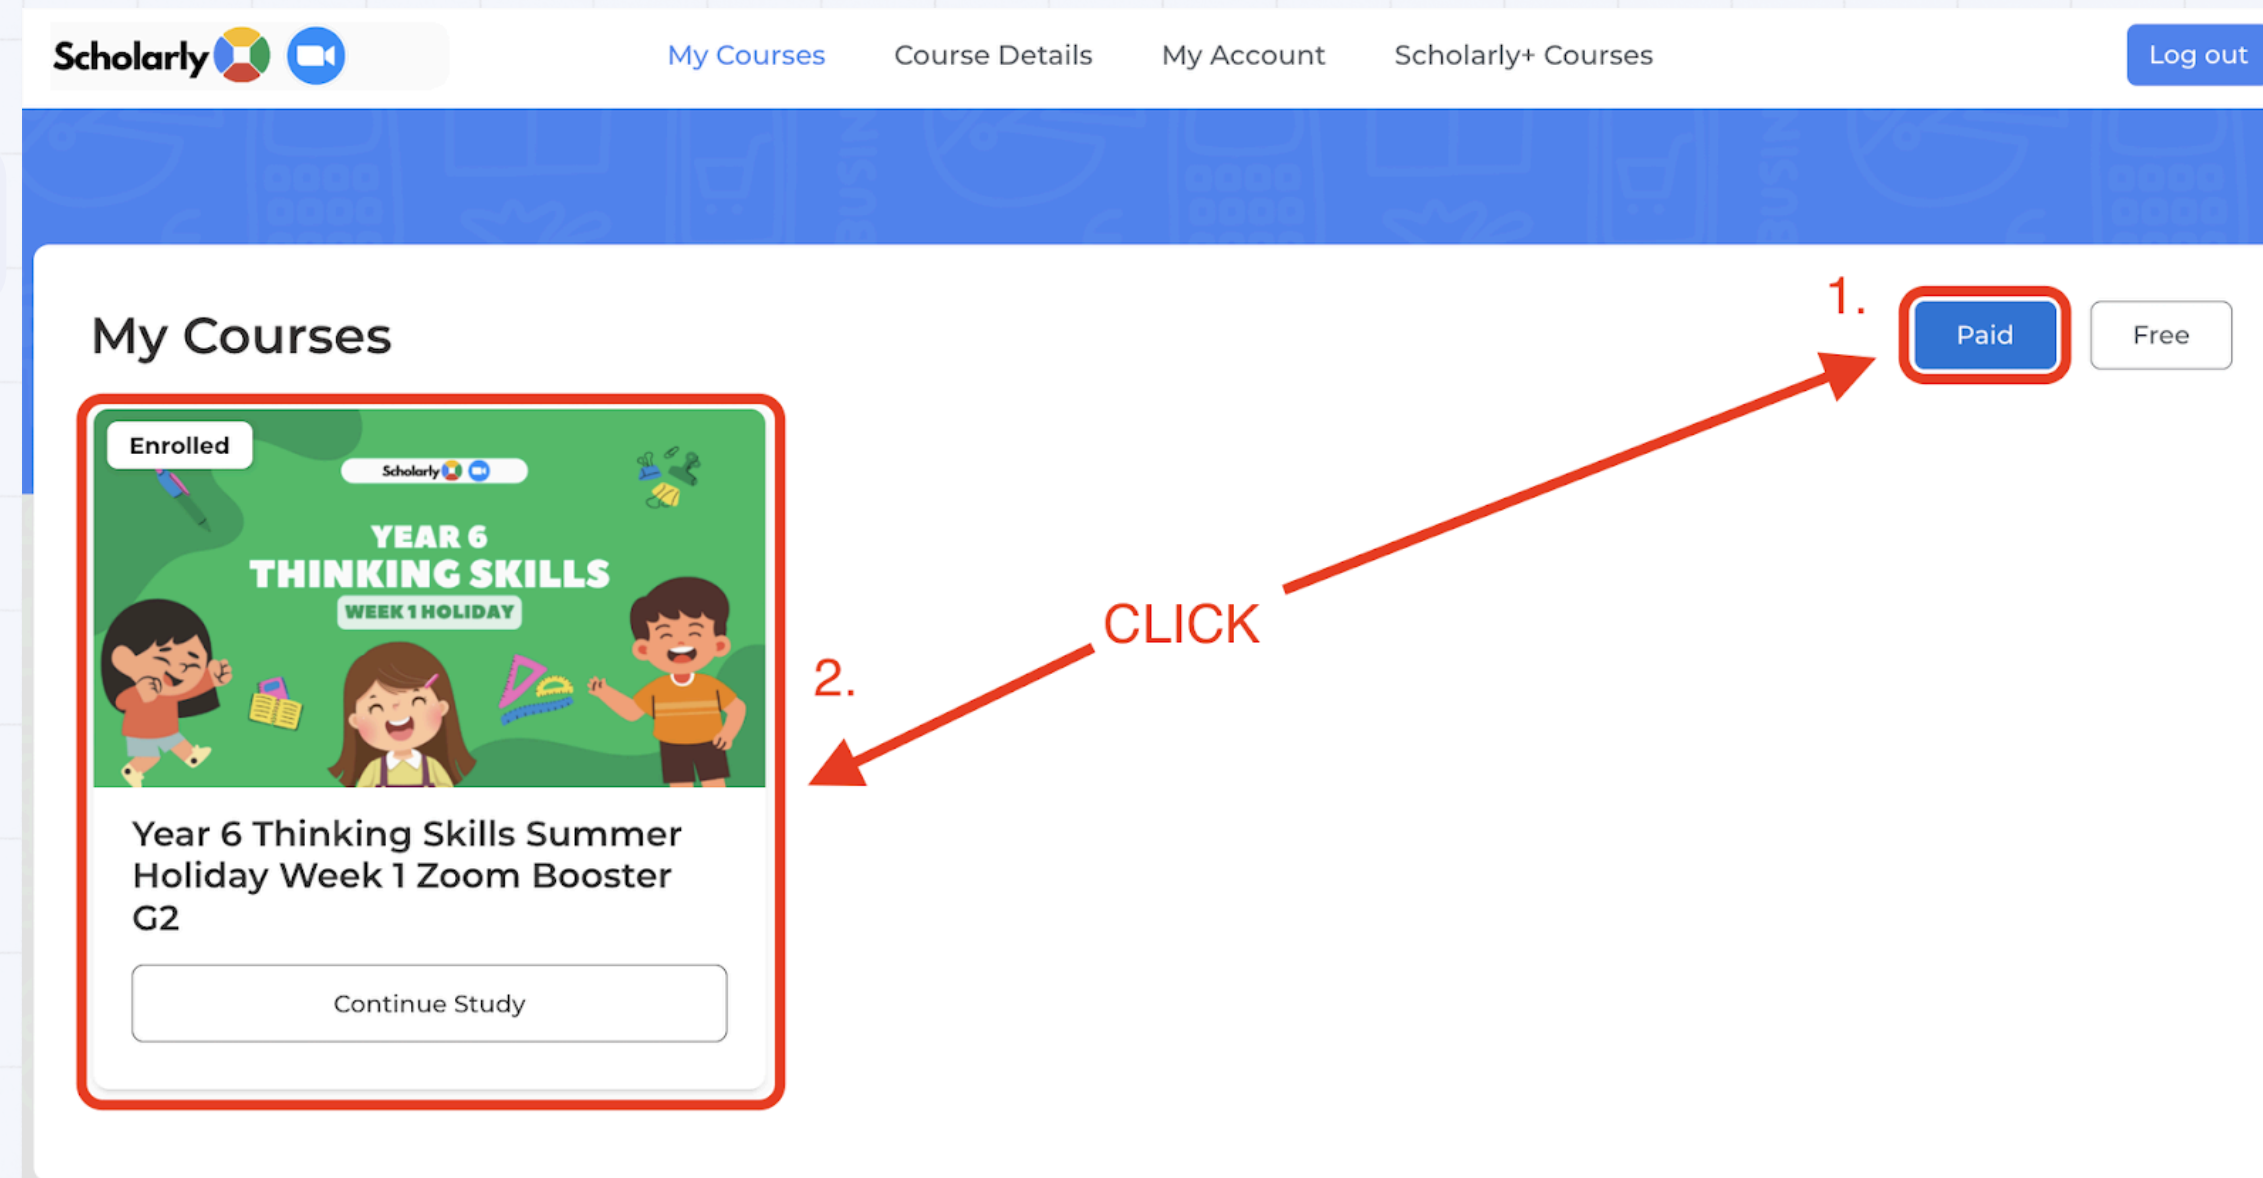 Scholarly
My Courses
Course Details
My Account
Scholarly+ Courses
Log out
BUSIN
BUSIN
My Courses
1.
Paid
Free
Enrolled
Scholarly
YEAR 6
THINKING SKILLS
WEEK 1 HOLIDAY
CLICK
2.
Year 6 Thinking Skills Summer
Holiday Week 1 Zoom Booster
G2
Continue Study